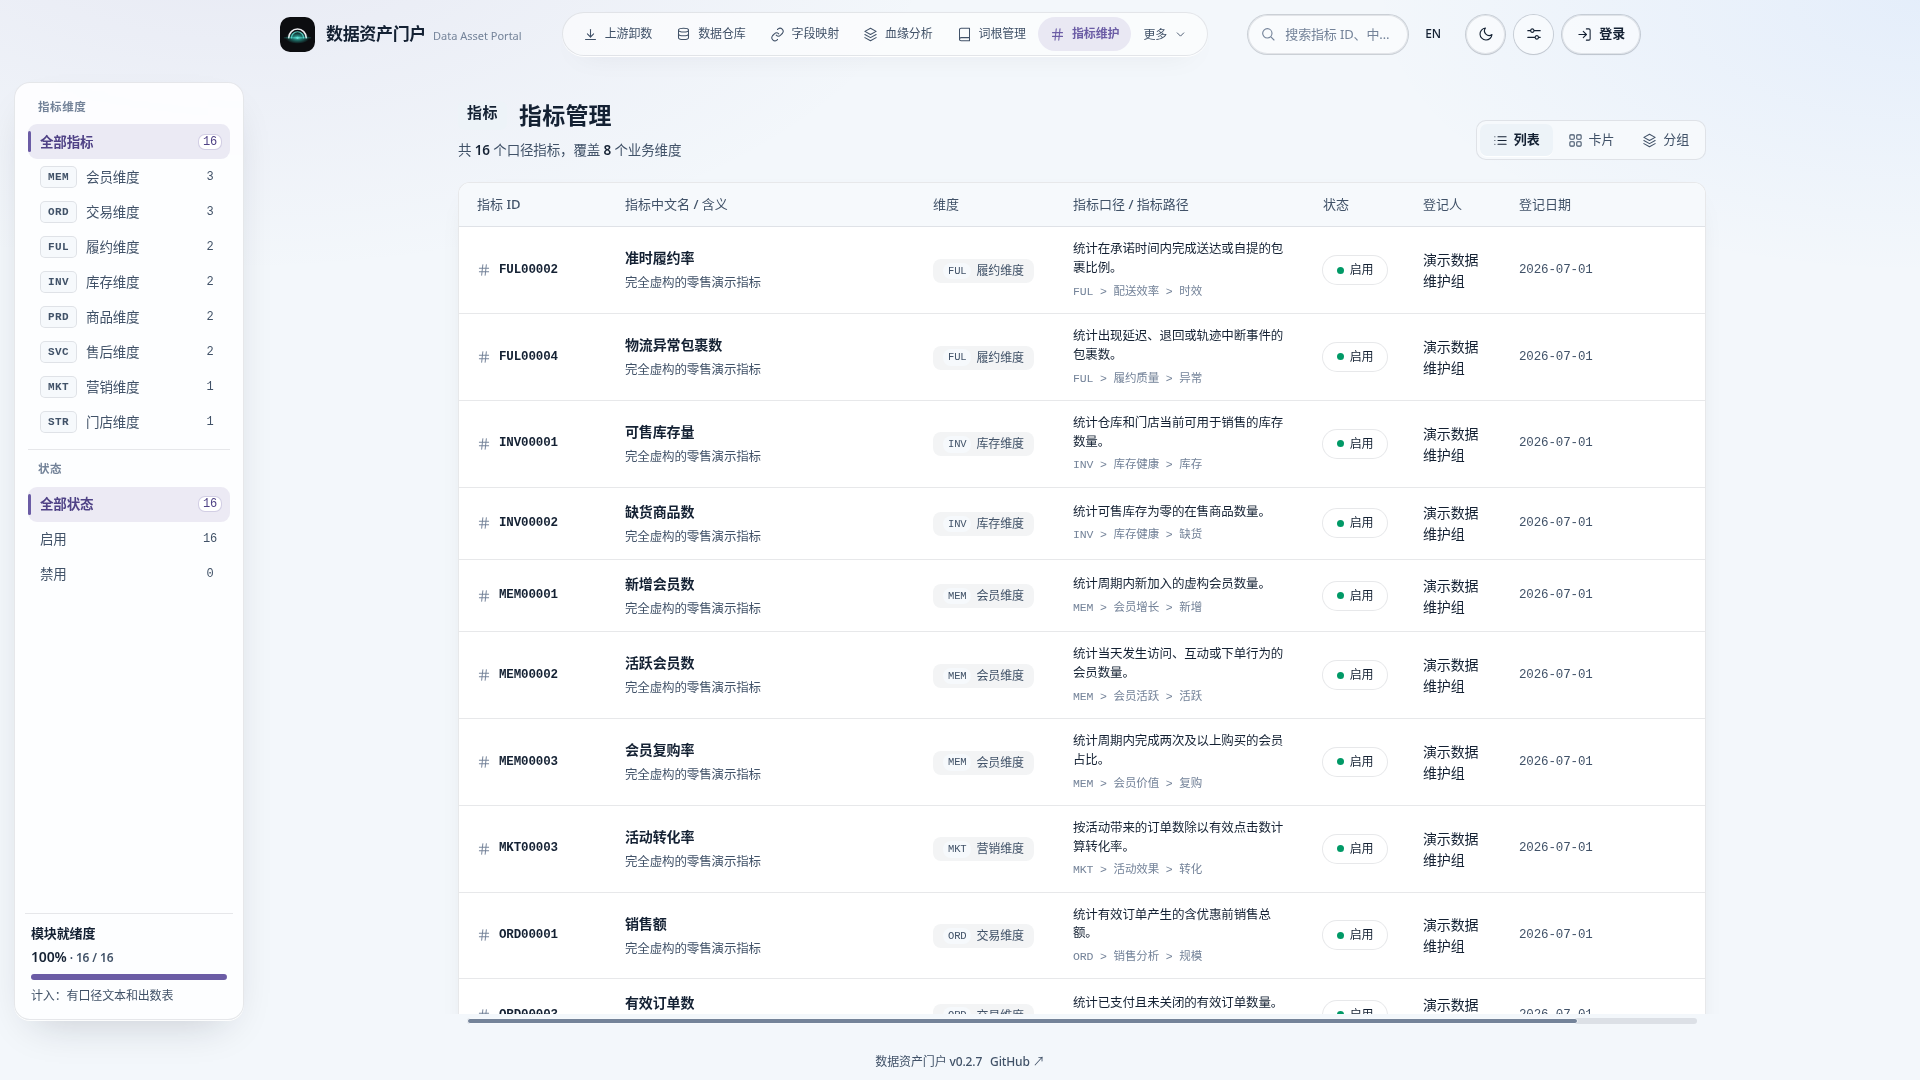 数据资产门户 Data Asset Portal
上游卸数 数据仓库 字段映射 血缘分析 词根管理 指标维护 更多
搜索指标 ID、中... EN 登录
指标维度
全部指标 16
MEM 会员维度 3
ORD 交易维度 3
FUL 履约维度 2
INV 库存维度 2
PRD 商品维度 2
SVC 售后维度 2
MKT 营销维度 1
STR 门店维度 1
状态
全部状态 16
启用 16
禁用 0
模块就绪度
100% · 16 / 16
计入：有口径文本和出数表
指标 指标管理
共 16 个口径指标，覆盖 8 个业务维度
列表 卡片 分组
指标 ID 指标中文名 / 含义 维度 指标口径 / 指标路径 状态 登记人 登记日期
FUL00002 准时履约率 完全虚构的零售演示指标 FUL 履约维度 统计在承诺时间内完成送达或自提的包裹比例。 FUL > 配送效率 > 时效 启用 演示数据维护组 2026-07-01
FUL00004 物流异常包裹数 完全虚构的零售演示指标 FUL 履约维度 统计出现延迟、退回或轨迹中断事件的包裹数。 FUL > 履约质量 > 异常 启用 演示数据维护组 2026-07-01
INV00001 可售库存量 完全虚构的零售演示指标 INV 库存维度 统计仓库和门店当前可用于销售的库存数量。 INV > 库存健康 > 库存 启用 演示数据维护组 2026-07-01
INV00002 缺货商品数 完全虚构的零售演示指标 INV 库存维度 统计可售库存为零的在售商品数量。 INV > 库存健康 > 缺货 启用 演示数据维护组 2026-07-01
MEM00001 新增会员数 完全虚构的零售演示指标 MEM 会员维度 统计周期内新加入的虚构会员数量。 MEM > 会员增长 > 新增 启用 演示数据维护组 2026-07-01
MEM00002 活跃会员数 完全虚构的零售演示指标 MEM 会员维度 统计当天发生访问、互动或下单行为的会员数量。 MEM > 会员活跃 > 活跃 启用 演示数据维护组 2026-07-01
MEM00003 会员复购率 完全虚构的零售演示指标 MEM 会员维度 统计周期内完成两次及以上购买的会员占比。 MEM > 会员价值 > 复购 启用 演示数据维护组 2026-07-01
MKT00003 活动转化率 完全虚构的零售演示指标 MKT 营销维度 按活动带来的订单数除以有效点击数计算转化率。 MKT > 活动效果 > 转化 启用 演示数据维护组 2026-07-01
ORD00001 销售额 完全虚构的零售演示指标 ORD 交易维度 统计有效订单产生的含优惠前销售总额。 ORD > 销售分析 > 规模 启用 演示数据维护组 2026-07-01
有效订单数 统计已支付且未关闭的有效订单数量。 启用 演示数据
数据资产门户 v0.2.7 GitHub ↗